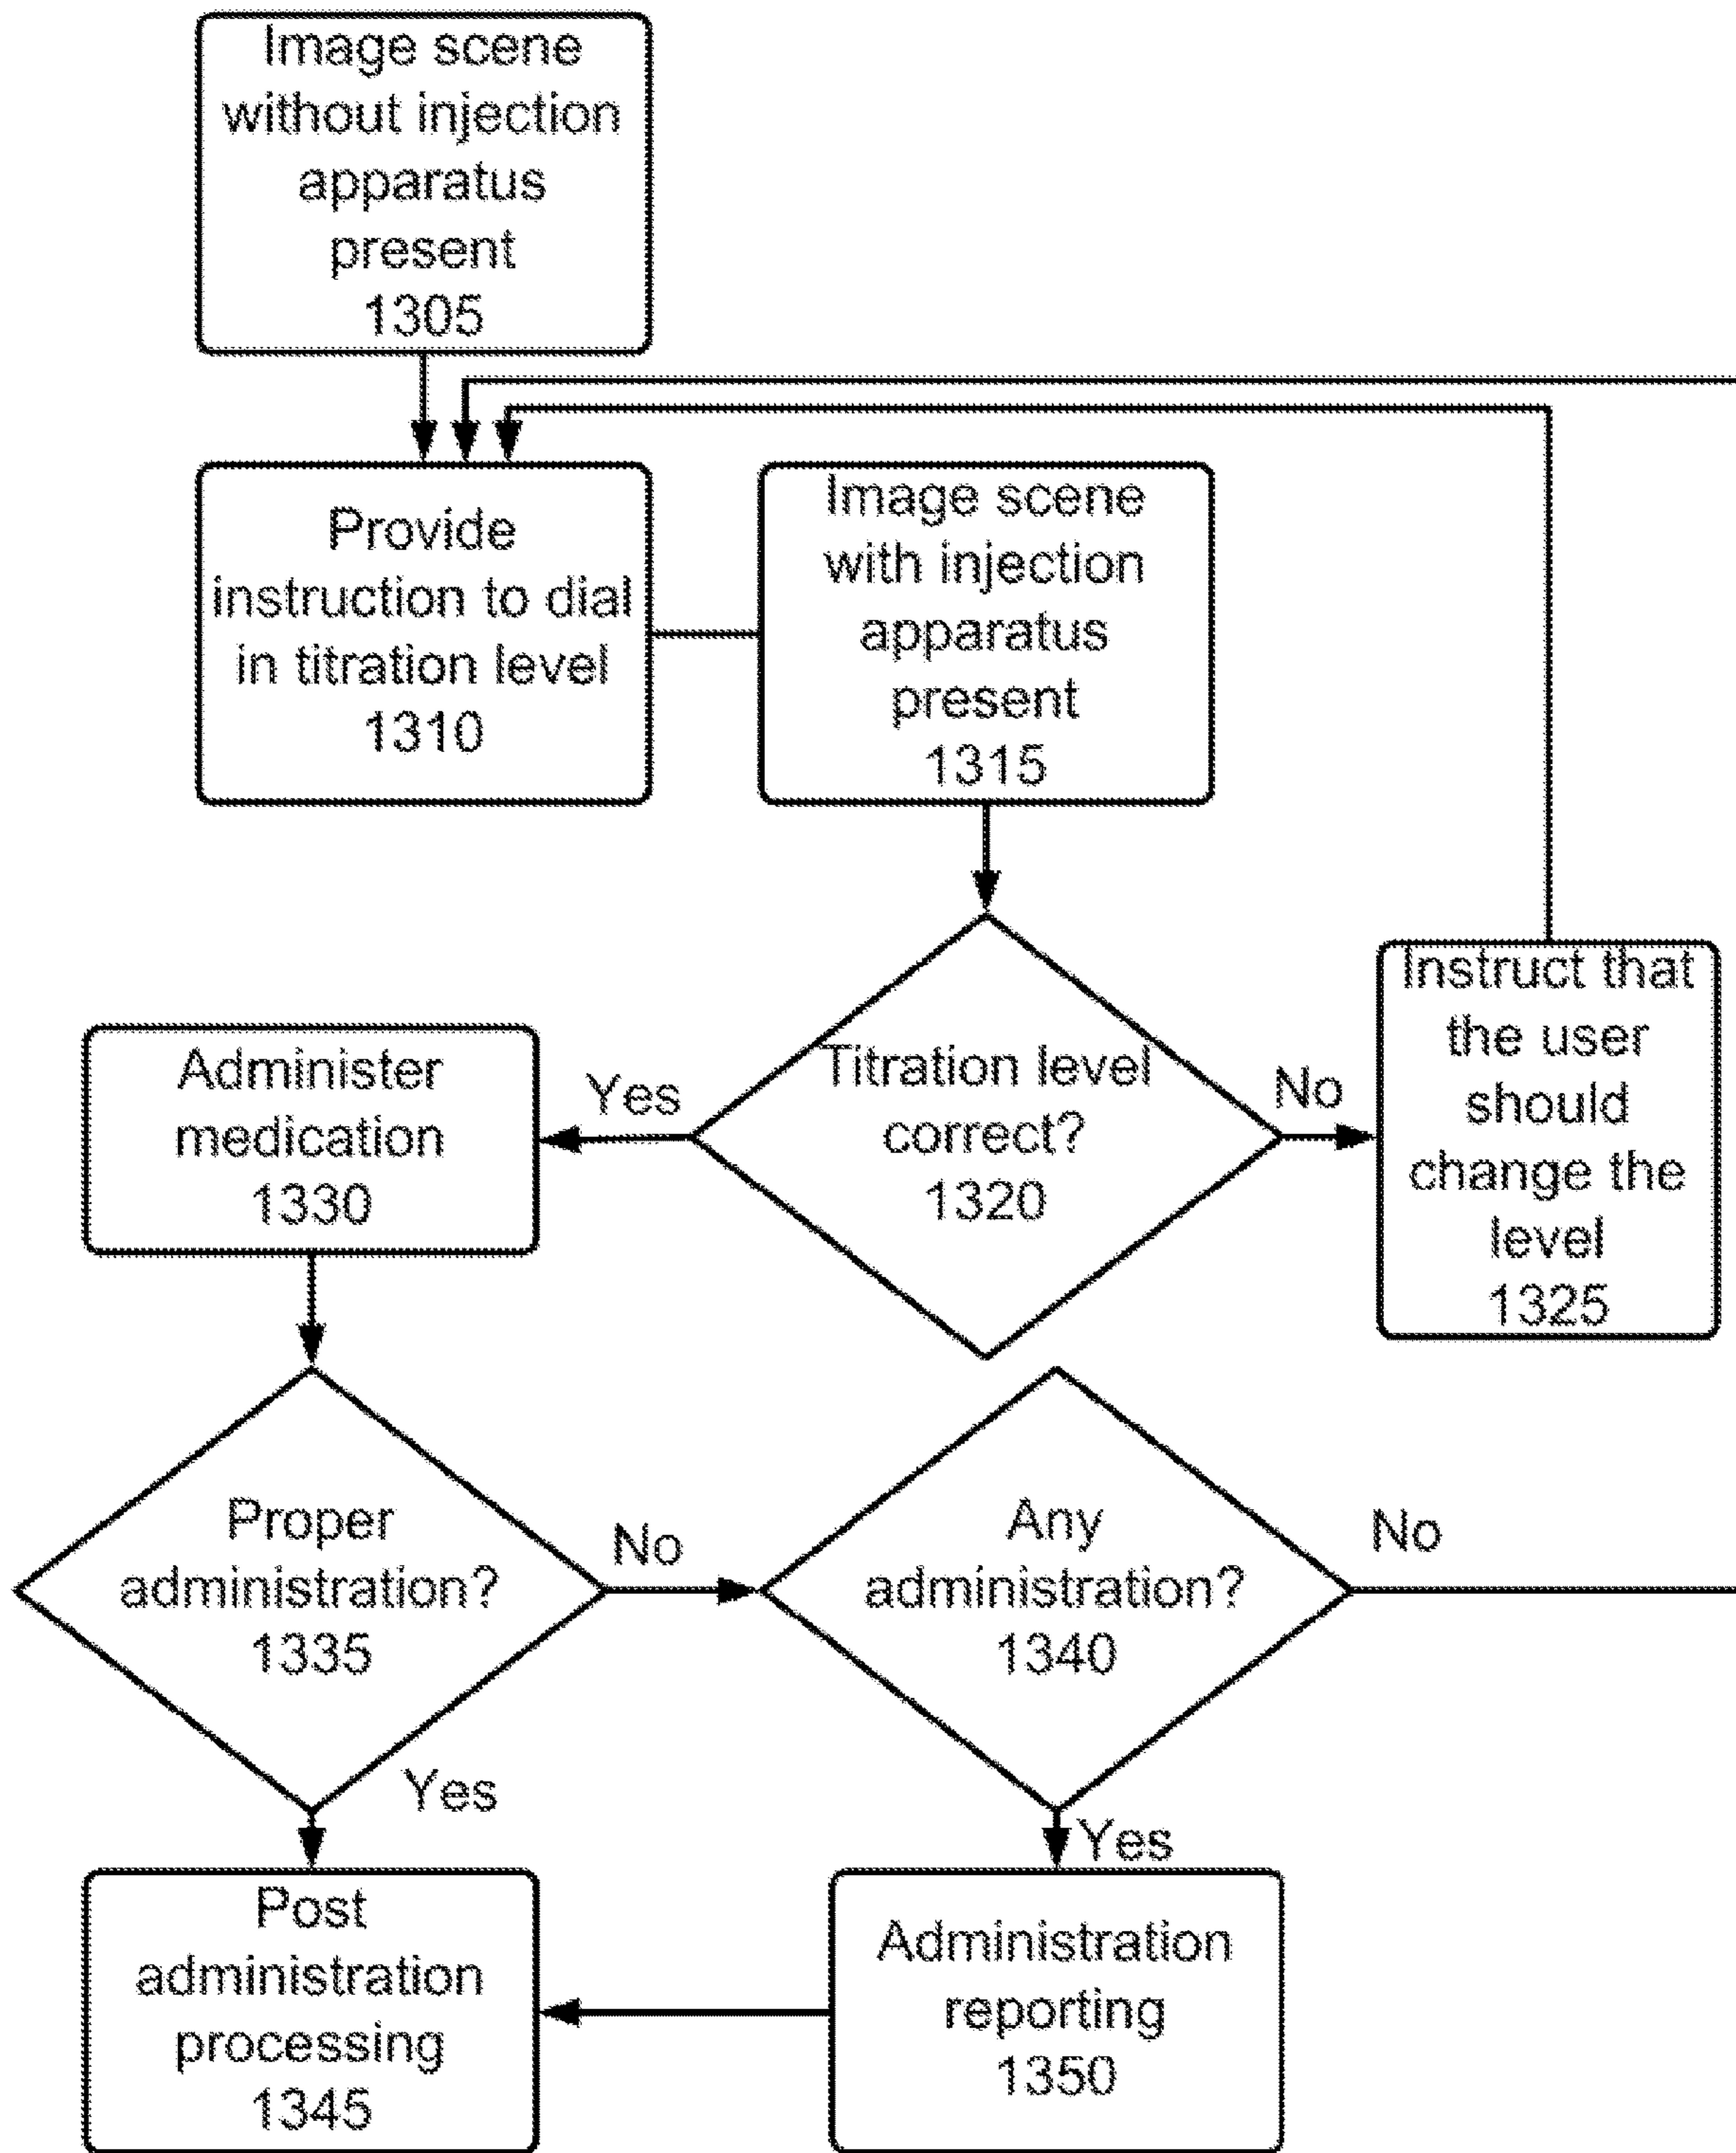 Image scene
without injection
apparatus
present
1305
Provide
instruction to dial
in titration level
1310
Image scene
with injection
apparatus
present
1315
Titration level
correct?
1320
Yes
No
Instruct that
the user
should
change the
level
1325
Administer
medication
1330
Proper
administration?
1335
No
Yes
Any
administration?
1340
No
Yes
Post
administration
processing
1345
Administration
reporting
1350